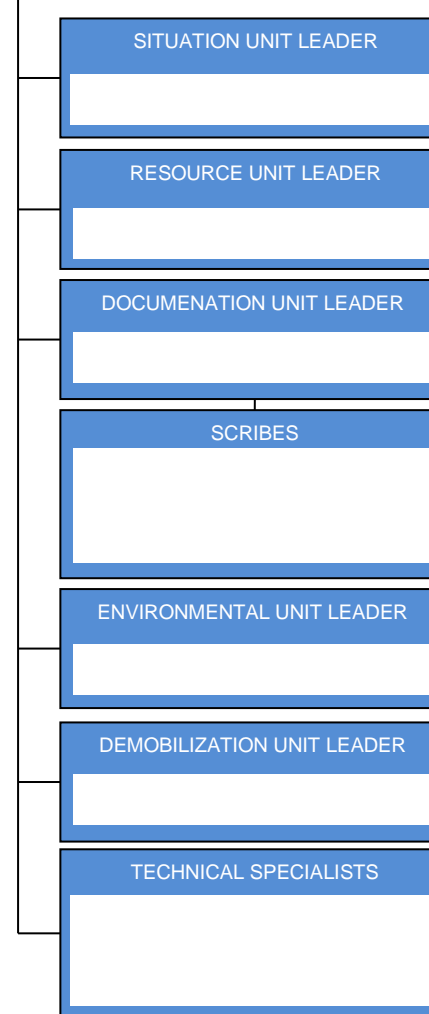 SITUATION UNIT LEADER
RESOURCE UNIT LEADER
DOCUMENATION UNIT LEADER
SCRIBES
ENVIRONMENTAL UNIT LEADER
DEMOBILIZATION UNIT LEADER
TECHNICAL SPECIALISTS